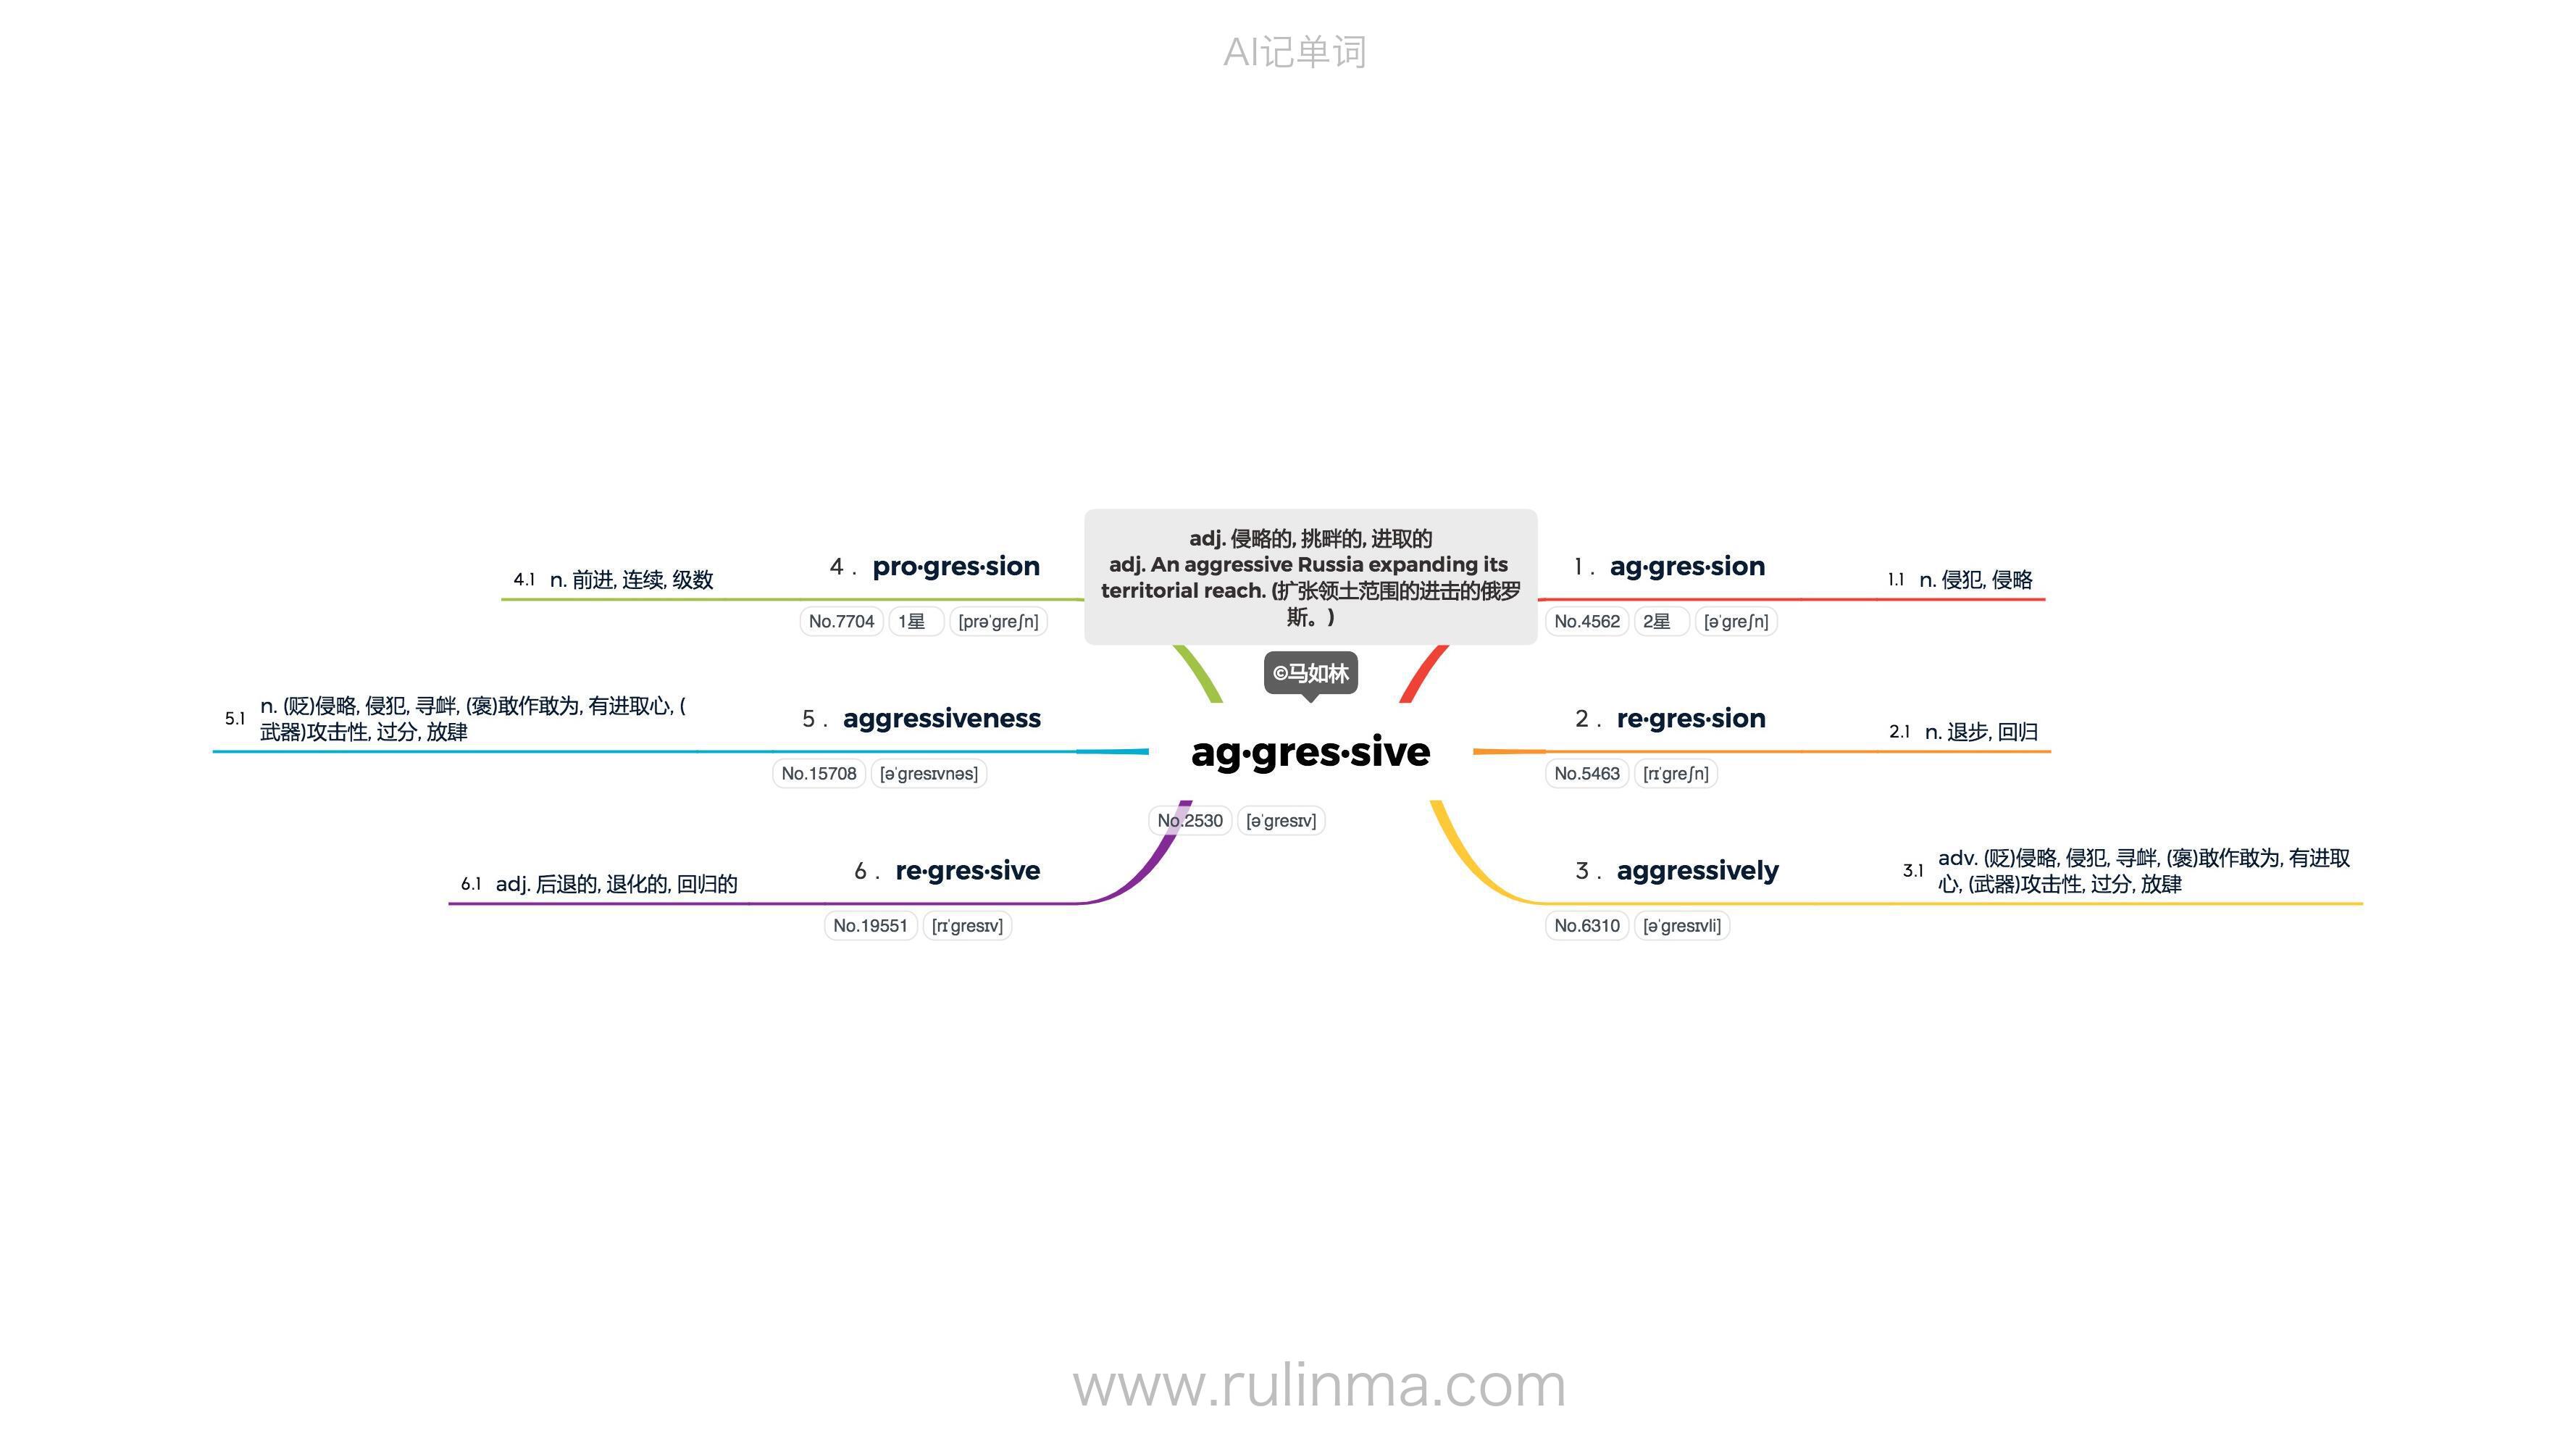 AI记单词
adj. 侵略的, 挑畔的, 进取的
adj. An aggressive Russia expanding its
territorial reach. (扩张领土范围的进击的俄罗
斯。)
©马如林
ag·gres·sive
No.2530 [əˈɡresɪv]
1 . ag·gres·sion
No.4562 2星 [əˈɡreʃn]
1.1 n. 侵犯, 侵略
2 . re·gres·sion
No.5463 [rɪˈɡreʃn]
2.1 n. 退步, 回归
3 . aggressively
No.6310 [əˈɡresɪvli]
3.1 adv. (贬)侵略, 侵犯, 寻衅, (褒)敢作敢为, 有进取
心, (武器)攻击性, 过分, 放肆
4 . pro·gres·sion
No.7704 1星 [prəˈɡreʃn]
4.1 n. 前进, 连续, 级数
5 . aggressiveness
No.15708 [əˈɡresɪvnəs]
5.1 n. (贬)侵略, 侵犯, 寻衅, (褒)敢作敢为, 有进取心, (
武器)攻击性, 过分, 放肆
6 . re·gres·sive
No.19551 [rɪˈɡresɪv]
6.1 adj. 后退的, 退化的, 回归的
www.rulinma.com